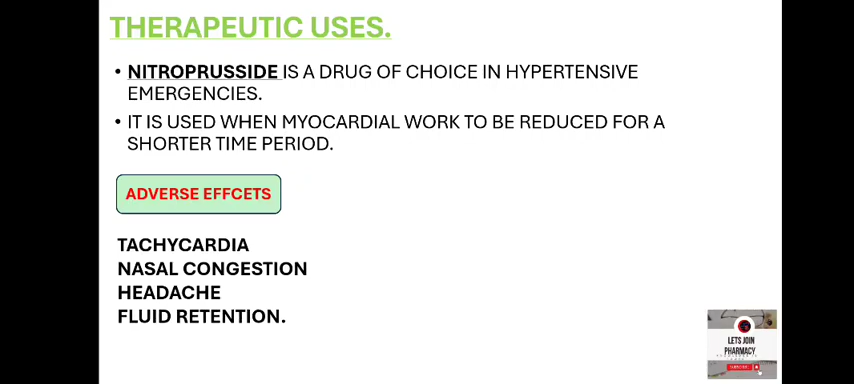 THERAPEUTIC USES.
• NITROPRUSSIDE IS A DRUG OF CHOICE IN HYPERTENSIVE
EMERGENCIES.
• IT IS USED WHEN MYOCARDIAL WORK TO BE REDUCED FOR A
SHORTER TIME PERIOD.
ADVERSE EFFCETS
TACHYCARDIA
NASAL CONGESTION
HEADACHE
FLUID RETENTION.
LETS JOIN
PHARMACY
SUBSCRIBE